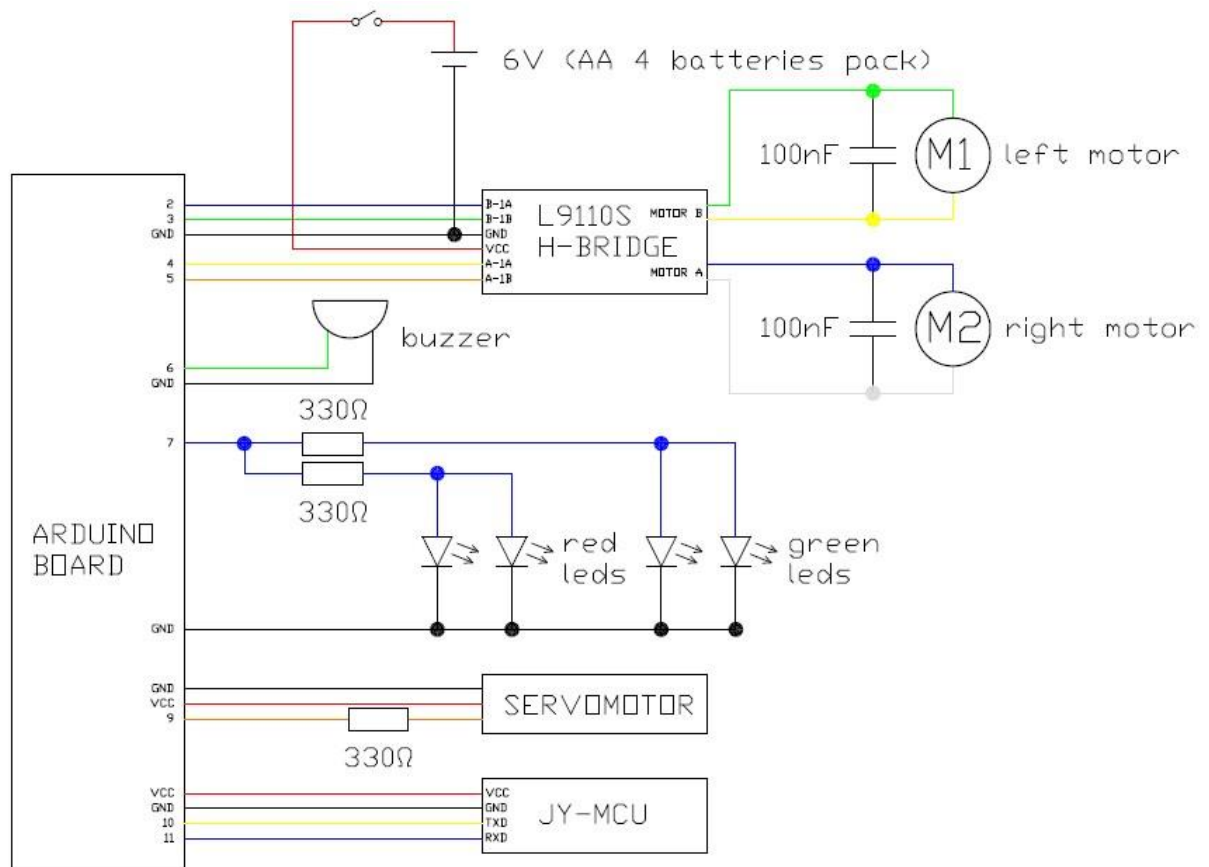 6V (AA 4 batteries pack)
100nF
M1
left motor
2
3
GND
4
5
B-1A
B-1B
GND
VCC
A-1A
A-1B
L9110S
H-BRIDGE
MOTOR B
MOTOR A
100nF
M2
right motor
buzzer
6
GND
330Ω
7
330Ω
ARDUINO
BOARD
red
leds
green
leds
GND
GND
VCC
9
SERVOMOTOR
330Ω
VCC
GND
10
11
VCC
GND
TXD
RXD
JY-MCU